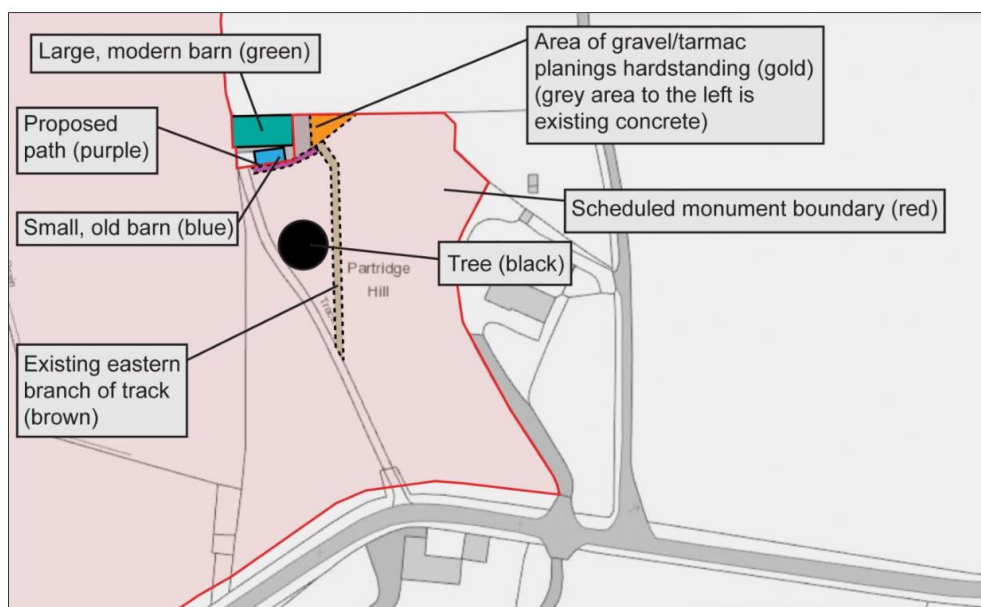 Large, modern barn (green)
Area of gravel/tarmac
planings hardstanding (gold)
(grey area to the left is
existing concrete)
Proposed
path (purple)
Small, old barn (blue)
Scheduled monument boundary (red)
Tree (black)
Partridge
Hill
Track
Existing eastern
branch of track
(brown)